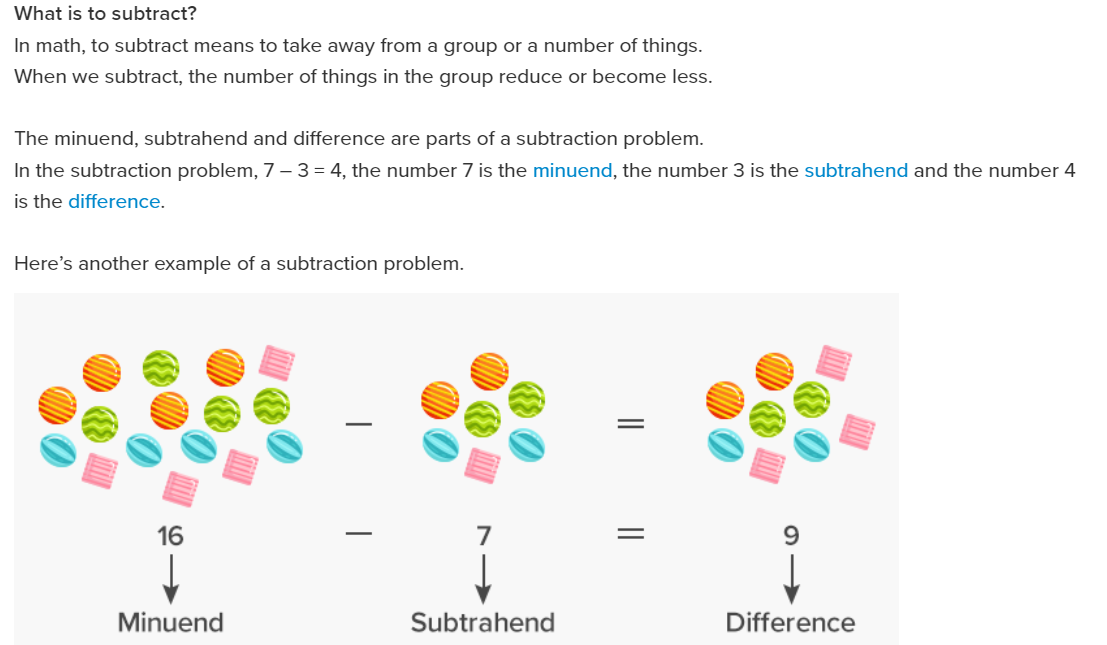 What is to subtract?
In math, to subtract means to take away from a group or a number of things.
When we subtract, the number of things in the group reduce or become less.
The minuend, subtrahend and difference are parts of a subtraction problem.
In the subtraction problem, 7 – 3 = 4, the number 7 is the minuend, the number 3 is the subtrahend and the number 4
is the difference.
Here’s another example of a subtraction problem.
— =
16 — 7 = 9
Minuend Subtrahend Difference